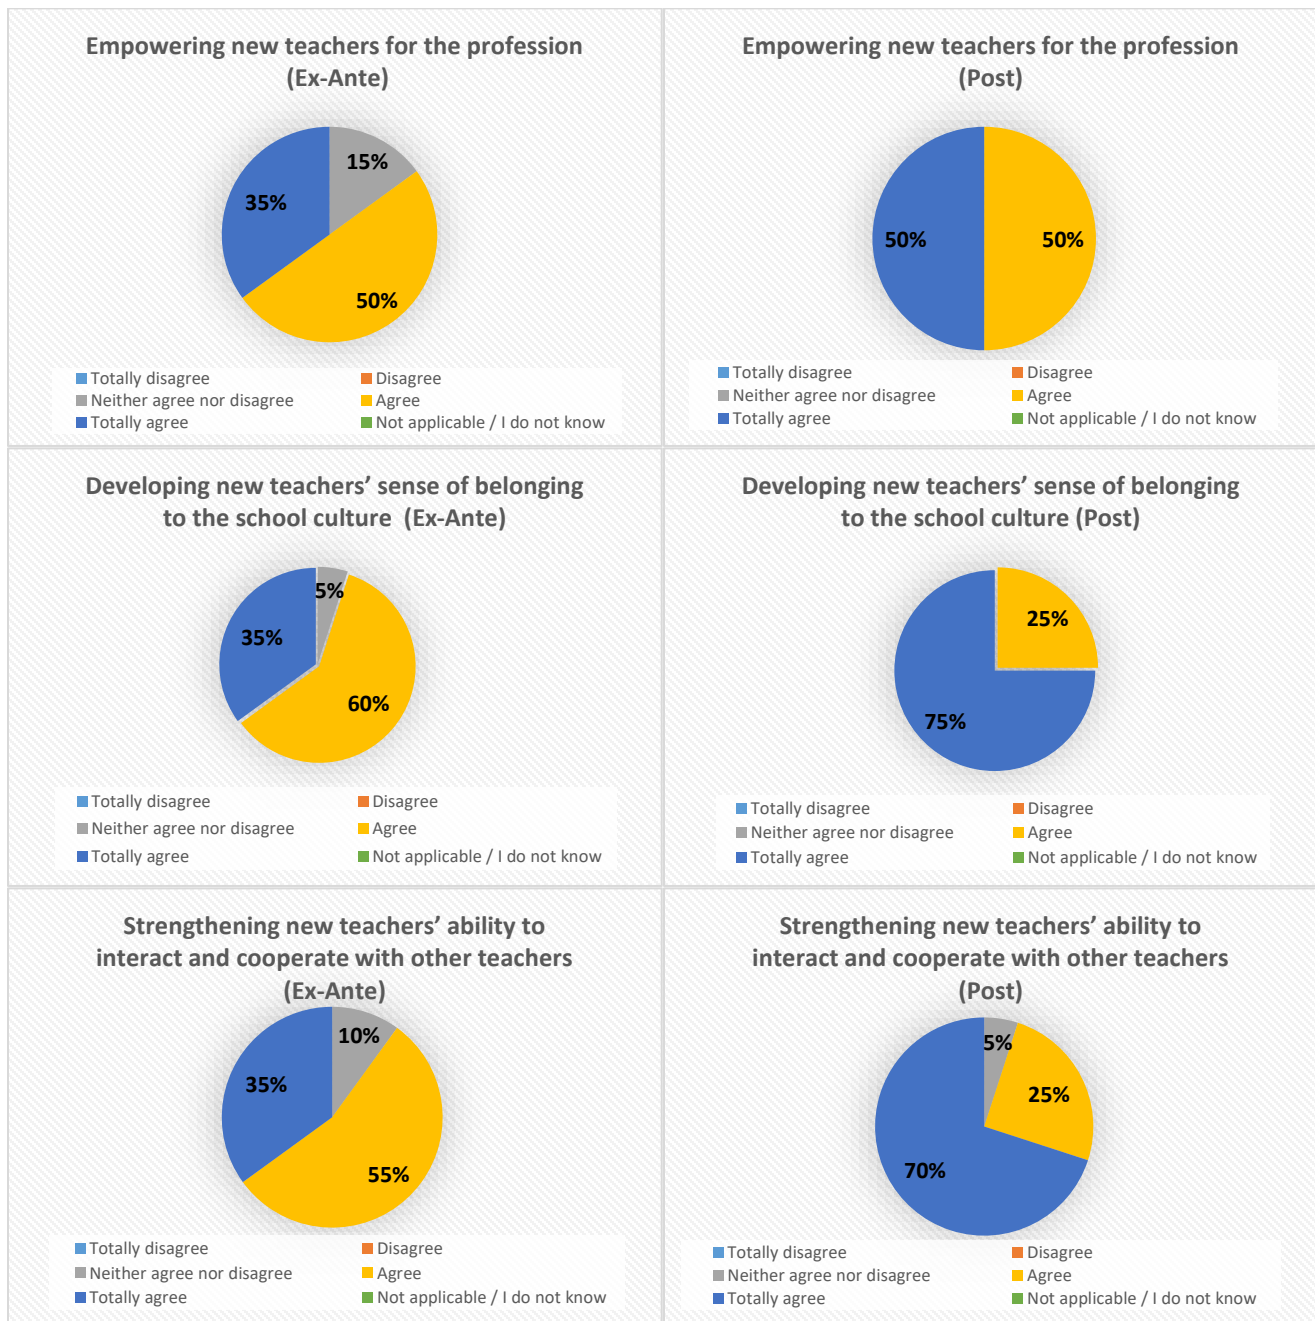 Empowering new teachers for the profession
(Ex-Ante)
15%
35%
50%
Totally disagree Disagree
Neither agree nor disagree Agree
Totally agree Not applicable / I do not know
Empowering new teachers for the profession
(Post)
50% 50%
Totally disagree Disagree
Neither agree nor disagree Agree
Totally agree Not applicable / I do not know
Developing new teachers’ sense of belonging
to the school culture (Ex-Ante)
5%
35%
60%
Totally disagree Disagree
Neither agree nor disagree Agree
Totally agree Not applicable / I do not know
Developing new teachers’ sense of belonging
to the school culture (Post)
25%
75%
Totally disagree Disagree
Neither agree nor disagree Agree
Totally agree Not applicable / I do not know
Strengthening new teachers’ ability to
interact and cooperate with other teachers
(Ex-Ante)
10%
35%
55%
Totally disagree Disagree
Neither agree nor disagree Agree
Totally agree Not applicable / I do not know
Strengthening new teachers’ ability to
interact and cooperate with other teachers
(Post)
5%
25%
70%
Totally disagree Disagree
Neither agree nor disagree Agree
Totally agree Not applicable / I do not know